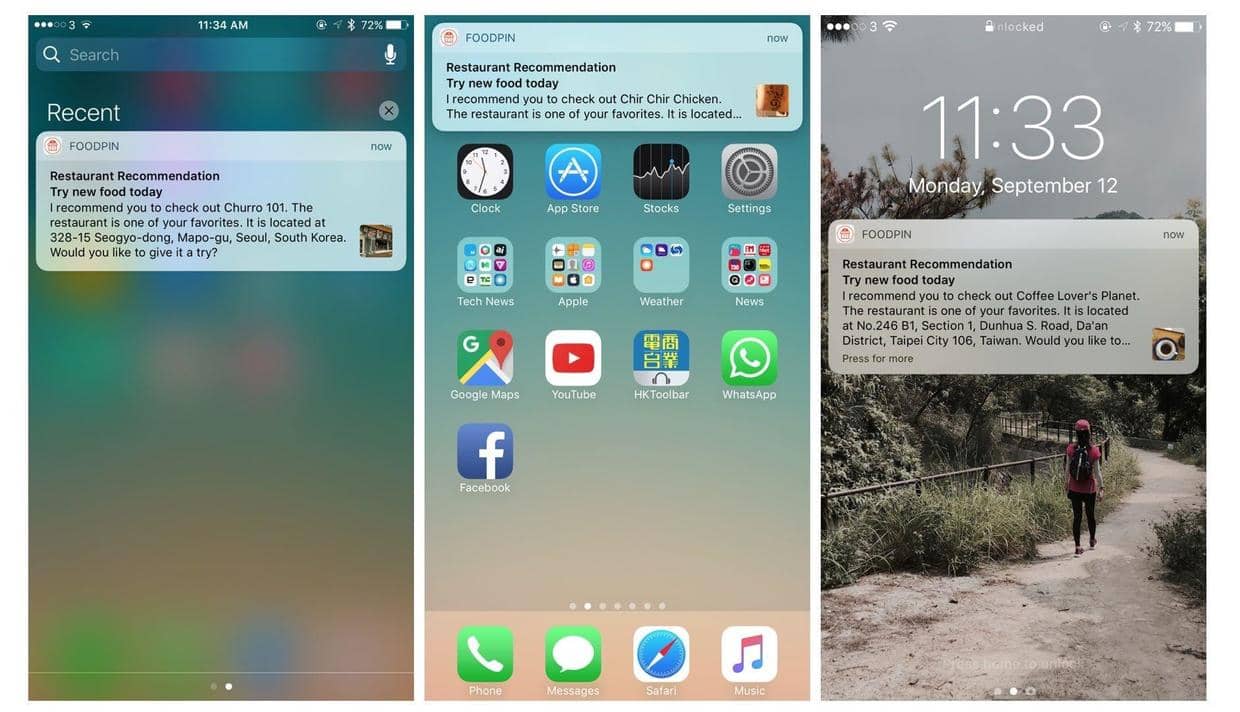 3
11:34 AM
72%
Search
Recent
FOODPIN
now
Restaurant Recommendation
Try new food today
I recommend you to check out Churro 101. The
restaurant is one of your favorites. It is located at
328-15 Seogyo-dong, Mapo-gu, Seoul, South Korea.
Would you like to give it a try?
FOODPIN
now
Restaurant Recommendation
Try new food today
I recommend you to check out Chir Chir Chicken.
The restaurant is one of your favorites. It is located...
Clock
App Store
Stocks
Settings
Tech News
Apple
Weather
News
G
電商
台業
Google Maps
YouTube
HKToolbar
WhatsApp
Facebook
Phone
Messages
Safari
Music
3
nlocked
72%
11:33
Monday, September 12
FOODPIN
now
Restaurant Recommendation
Try new food today
I recommend you to check out Coffee Lover's Planet.
The restaurant is one of your favorites. It is located
at No.246 B1, Section 1, Dunhua S. Road, Da'an
District, Taipei City 106, Taiwan. Would you like to...
Press for more
Press home to unlock